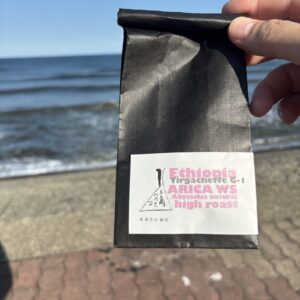 Ethiopia
Yirgacheffe G-1
ARICA WS
Abyssinia natural
high roast